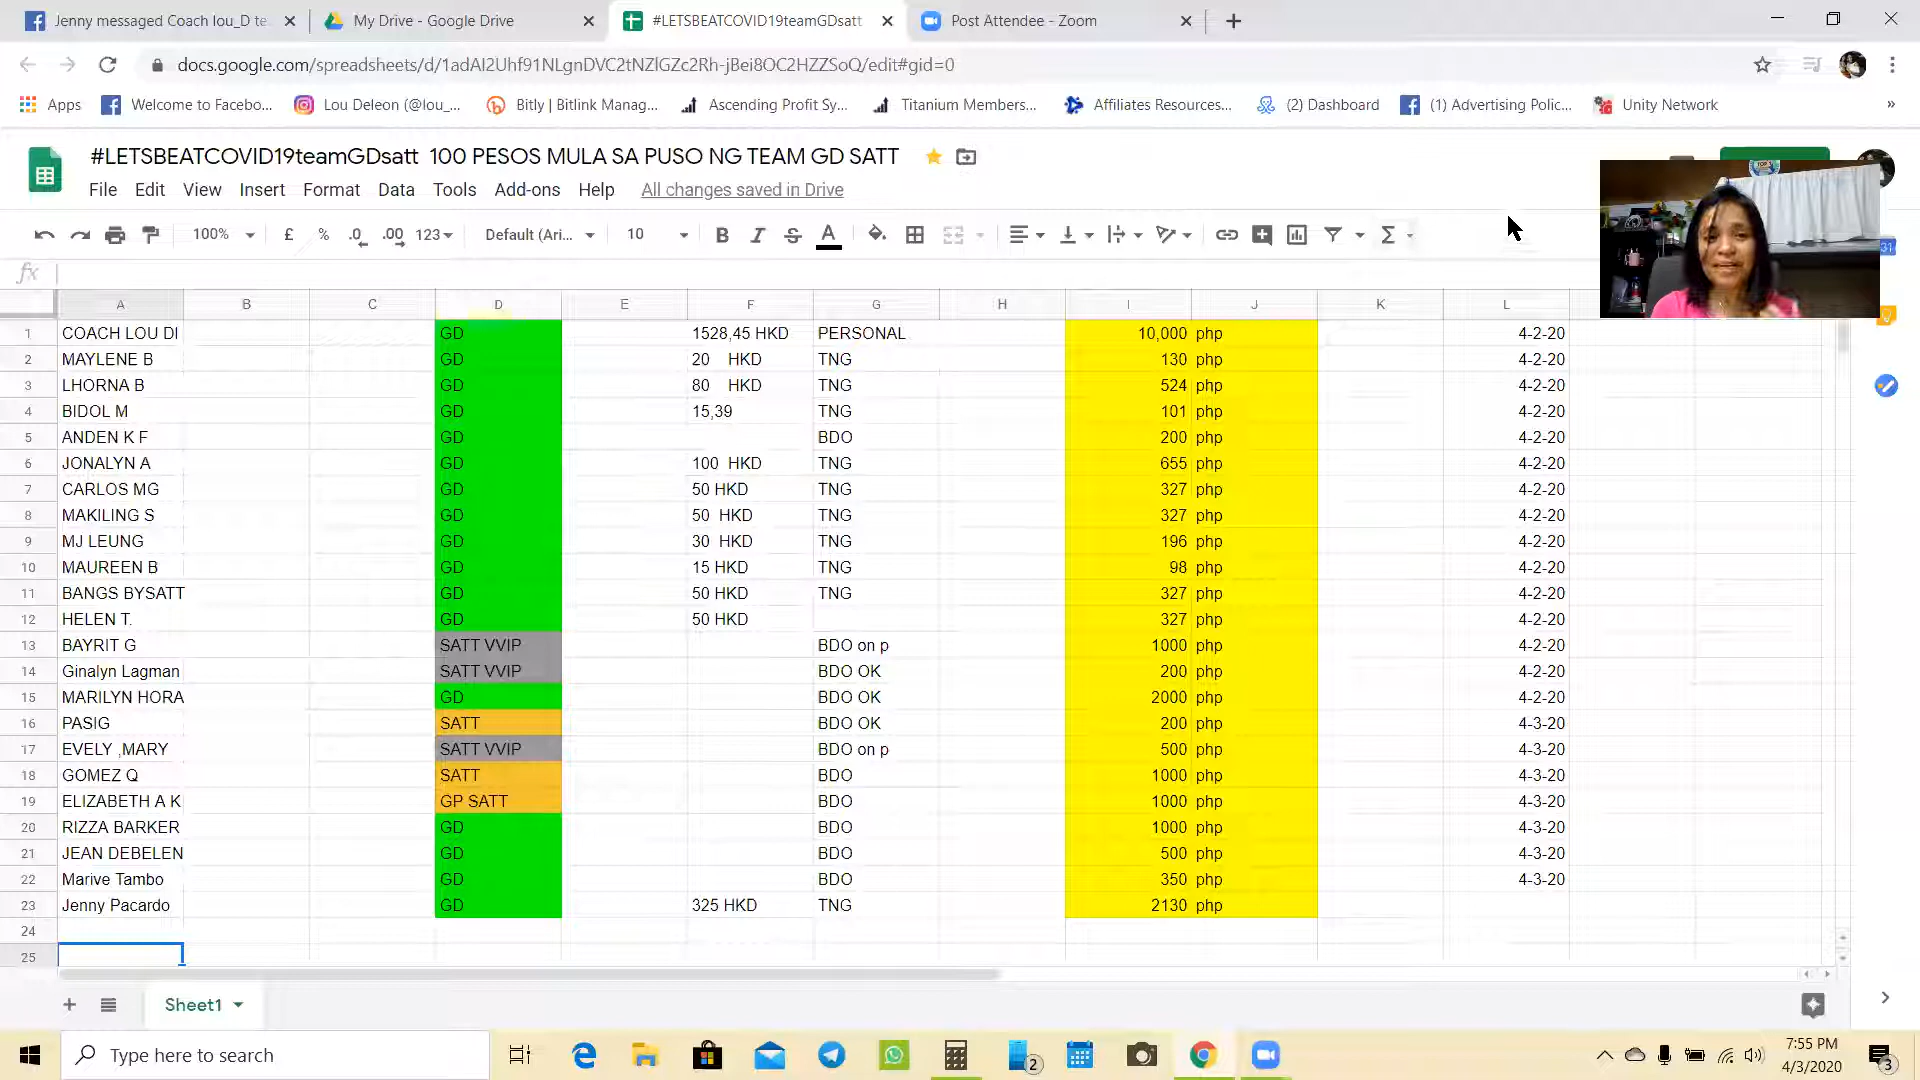 Jenny messaged Coach lou_D te
My Drive - Google Drive
#LETSBEATCOVID19teamGDsatt
Post Attendee - Zoom
docs.google.com/spreadsheets/d/1adAI2Uhf91NLgnDVC2tNZlGZc2Rh-jBei8OC2HZZSoQ/edit#gid=0
Apps
Welcome to Facebo...
Lou Deleon (@lou_...
Bitly | Bitlink Manag...
Ascending Profit Sy...
Titanium Members...
Affiliates Resources...
(2) Dashboard
(1) Advertising Polic...
Unity Network
»
#LETSBEATCOVID19teamGDsatt 100 PESOS MULA SA PUSO NG TEAM GD SATT
File Edit View Insert Format Data Tools Add-ons Help All changes saved in Drive
100% £ % .0 .00 123 Default (Ari... 10 B I S A Σ
31
fx
A B C D E F G H I J K L
1 COACH LOU DI GD 1528,45 HKD PERSONAL 10,000 php 4-2-20
2 MAYLENE B GD 20 HKD TNG 130 php 4-2-20
3 LHORNA B GD 80 HKD TNG 524 php 4-2-20
4 BIDOL M GD 15,39 TNG 101 php 4-2-20
5 ANDEN K F GD BDO 200 php 4-2-20
6 JONALYN A GD 100 HKD TNG 655 php 4-2-20
7 CARLOS MG GD 50 HKD TNG 327 php 4-2-20
8 MAKILING S GD 50 HKD TNG 327 php 4-2-20
9 MJ LEUNG GD 30 HKD TNG 196 php 4-2-20
10 MAUREEN B GD 15 HKD TNG 98 php 4-2-20
11 BANGS BYSATT GD 50 HKD TNG 327 php 4-2-20
12 HELEN T. GD 50 HKD 327 php 4-2-20
13 BAYRIT G SATT VVIP BDO on p 1000 php 4-2-20
14 Ginalyn Lagman SATT VVIP BDO OK 200 php 4-2-20
15 MARILYN HORA GD BDO OK 2000 php 4-2-20
16 PASIG SATT BDO OK 200 php 4-3-20
17 EVELY ,MARY SATT VVIP BDO on p 500 php 4-3-20
18 GOMEZ Q SATT BDO 1000 php 4-3-20
19 ELIZABETH A K GP SATT BDO 1000 php 4-3-20
20 RIZZA BARKER GD BDO 1000 php 4-3-20
21 JEAN DEBELEN GD BDO 500 php 4-3-20
22 Marive Tambo GD BDO 350 php 4-3-20
23 Jenny Pacardo GD 325 HKD TNG 2130 php
24
25
Sheet1
Type here to search
2
7:55 PM
4/3/2020
3